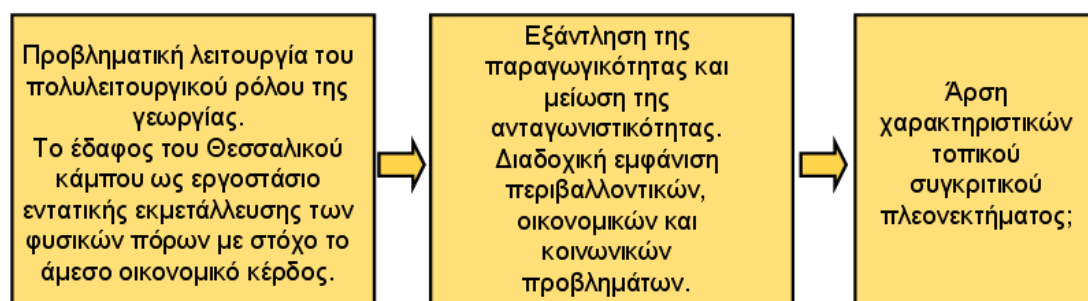 Προβληματική λειτουργία του
πολυλειτουργικού ρόλου της
γεωργίας.
Το έδαφος του Θεσσαλικού
κάμπου ως εργοστάσιο
εντατικής εκμετάλλευσης των
φυσικών πόρων με στόχο το
άμεσο οικονομικό κέρδος.
Εξάντληση της
παραγωγικότητας και
μείωση της
ανταγωνιστικότητας.
Διαδοχική εμφάνιση
περιβαλλοντικών,
οικονομικών και
κοινωνικών
προβλημάτων.
Άρση
χαρακτηριστικών
τοπικού
συγκριτικού
πλεονεκτήματος;